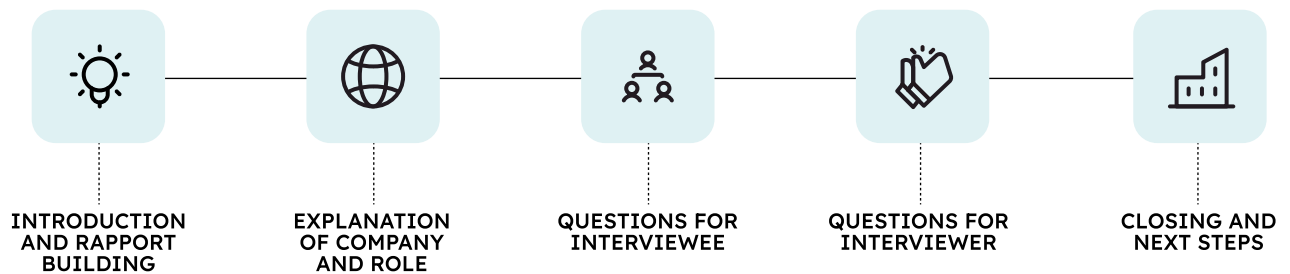 INTRODUCTION
AND RAPPORT
BUILDING
EXPLANATION
OF COMPANY
AND ROLE
QUESTIONS FOR
INTERVIEWEE
QUESTIONS FOR
INTERVIEWER
CLOSING AND
NEXT STEPS